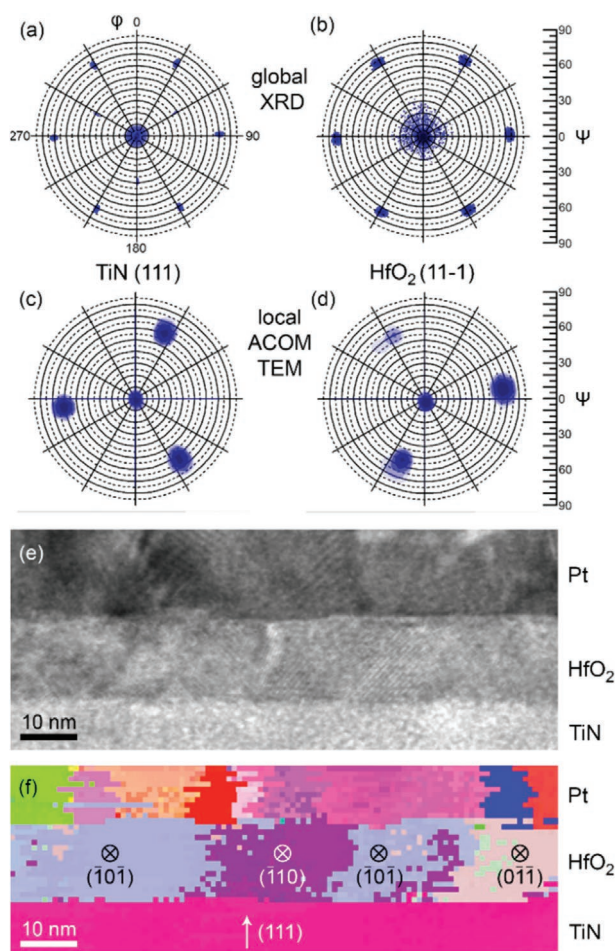 (a)
φ
0
(b)
90
60
30
0
30
60
90
global
XRD
270
90
ψ
180
TiN (111)
HfO₂ (11-1)
(c)
(d)
90
60
30
0
30
60
90
local
ACOM
TEM
ψ
(e)
Pt
HfO₂
10 nm
TiN
(f)
Pt
HfO₂
(1̅01̅)
(1̅10)
(1̅01̅)
(01̅1̅)
10 nm
(111)
TiN